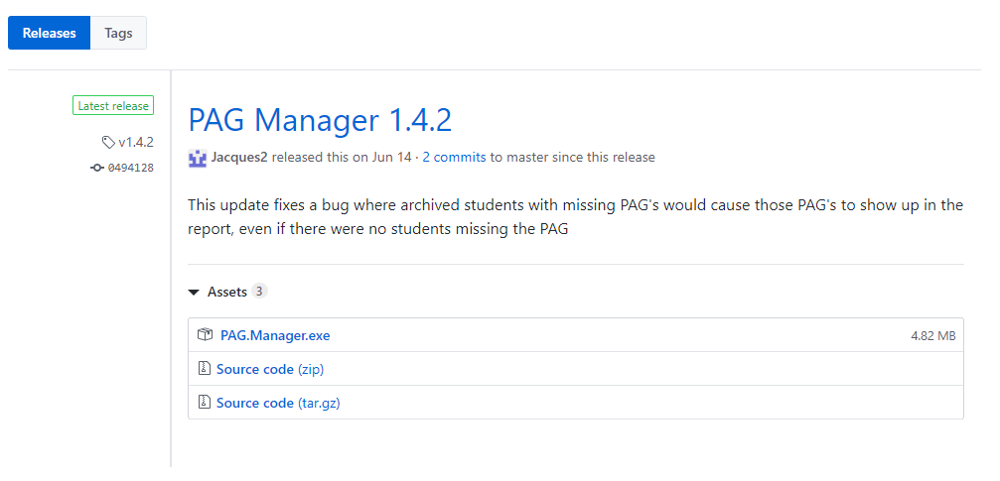 Releases Tags
Latest release
v1.4.2
0494128
PAG Manager 1.4.2
Jacques2 released this on Jun 14 · 2 commits to master since this release
This update fixes a bug where archived students with missing PAG's would cause those PAG's to show up in the
report, even if there were no students missing the PAG
Assets 3
PAG.Manager.exe 4.82 MB
Source code (zip)
Source code (tar.gz)